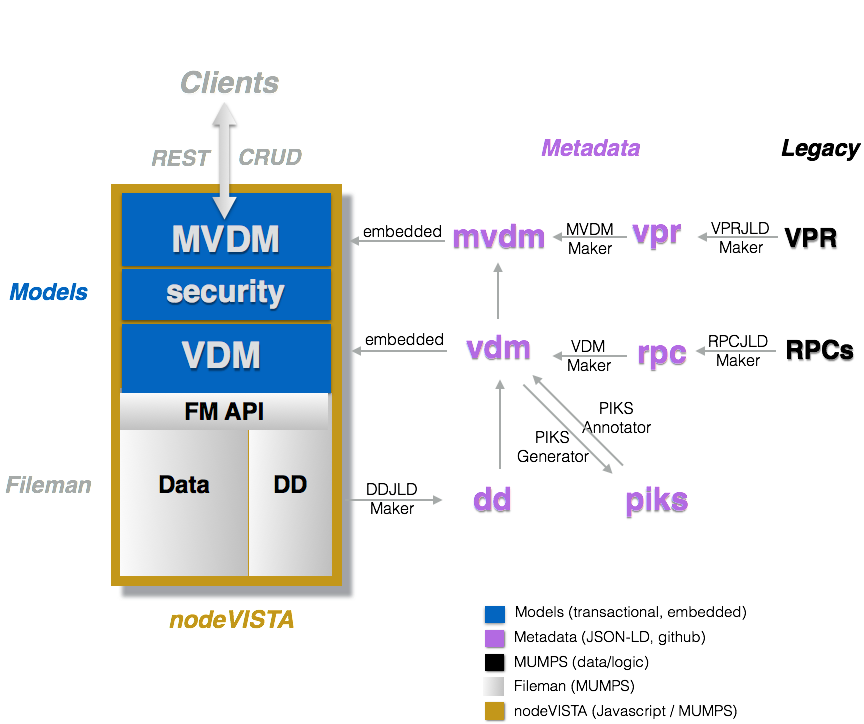 Clients
REST CRUD
Metadata
Legacy
MVDM
embedded
mvdm
MVDM
Maker
vpr
VPRJLD
Maker
VPR
Models
security
VDM
embedded
vdm
VDM
Maker
rpc
RPCJLD
Maker
RPCs
FM API
PIKS
Annotator
PIKS
Generator
Fileman
Data
DD
DDJLD
Maker
dd
piks
nodeVISTA
Models (transactional, embedded)
Metadata (JSON-LD, github)
MUMPS (data/logic)
Fileman (MUMPS)
nodeVISTA (Javascript / MUMPS)